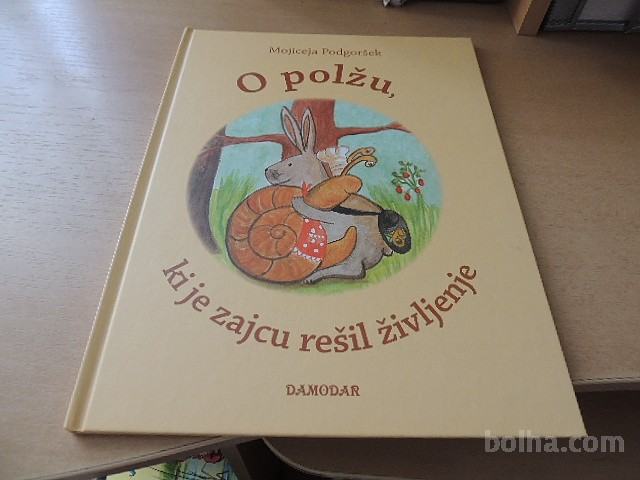 Mojiceja Podgoršek
O polžu,
ki je zajcu rešil življenje
DAMODAR
bolha.com